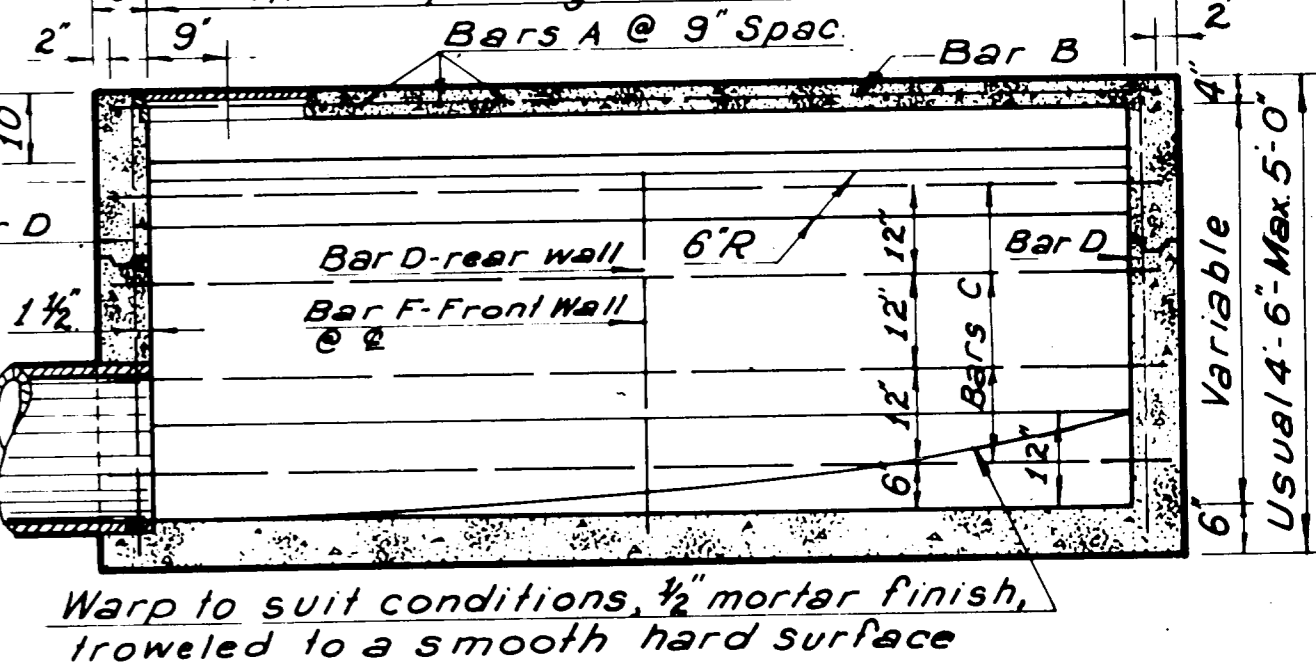 2" 9" 2"
Bars A @ 9" Spac.
Bar B
4"
10
- D
Bar D-rear wall
6"R
12"
Bar D
1 ½"
Bar F-Front Wall
@ ℄
12"
Bars C
12"
6"
12"
Variable
6"
Usual 4'-6"-Max. 5'-0"
Warp to suit conditions, ½" mortar finish,
troweled to a smooth hard surface